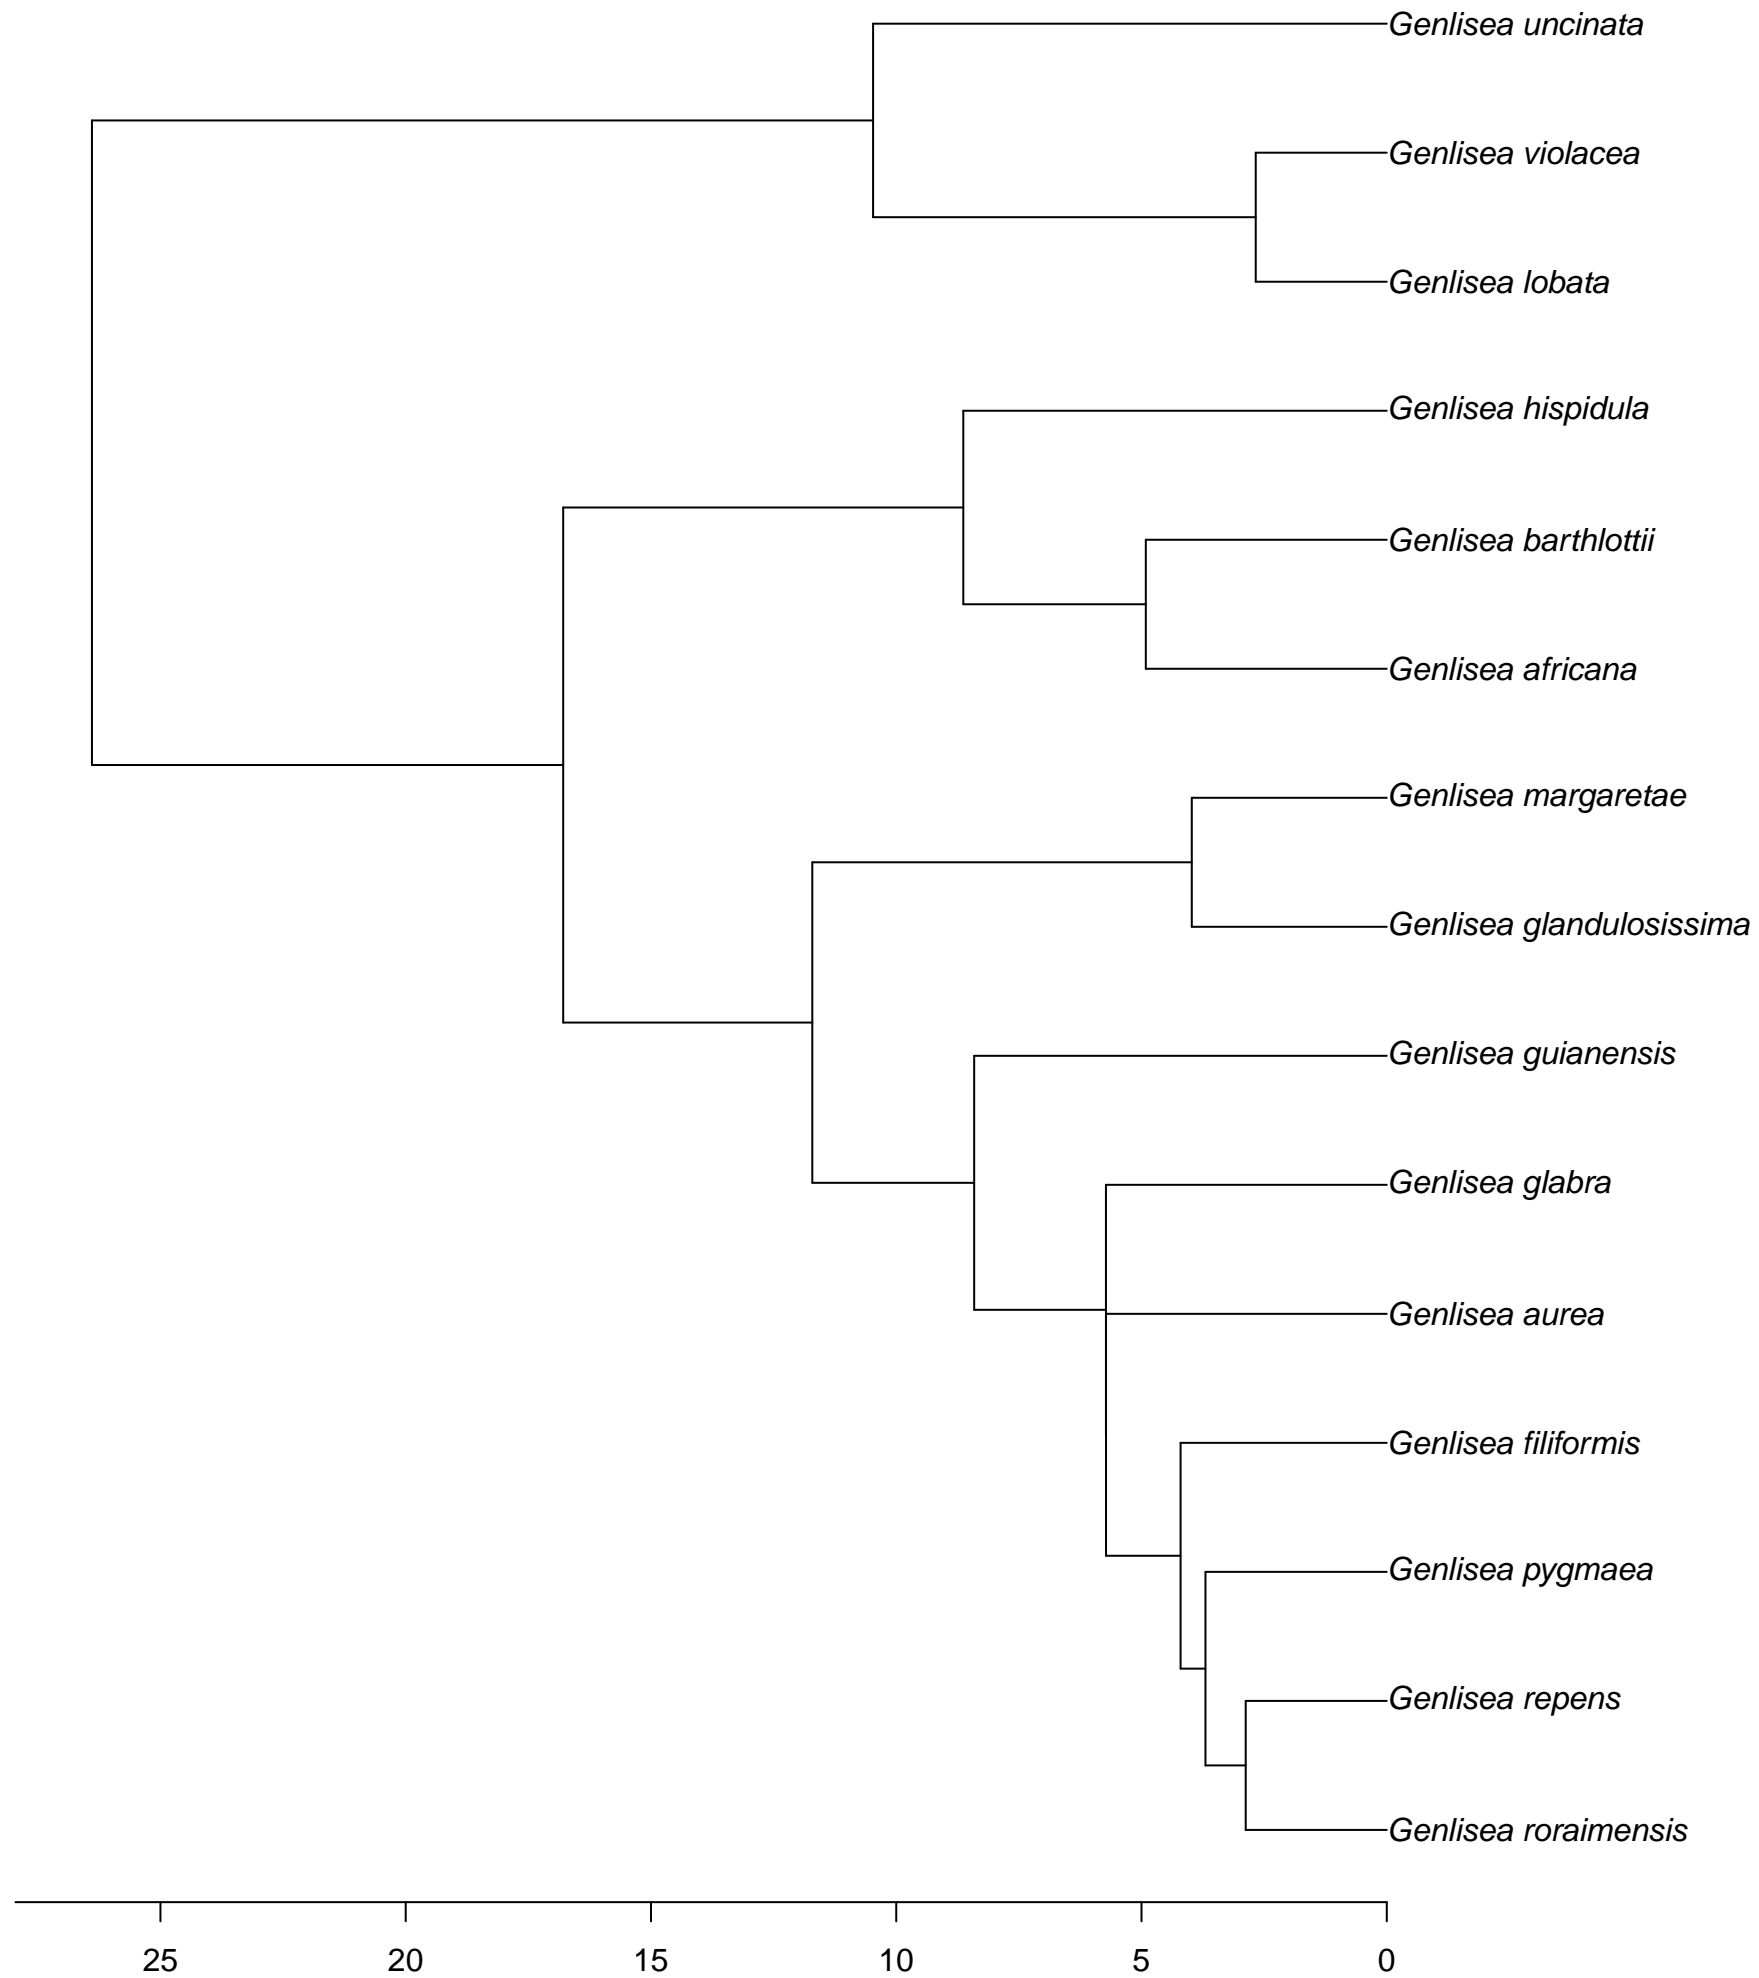 Genlisea uncinata
Genlisea violacea
Genlisea lobata
Genlisea hispidula
Genlisea barthlottii
Genlisea africana
Genlisea margaretae
Genlisea glandulosissima
Genlisea guianensis
Genlisea glabra
Genlisea aurea
Genlisea filiformis
Genlisea pygmaea
Genlisea repens
Genlisea roraimensis
25 20 15 10 5 0